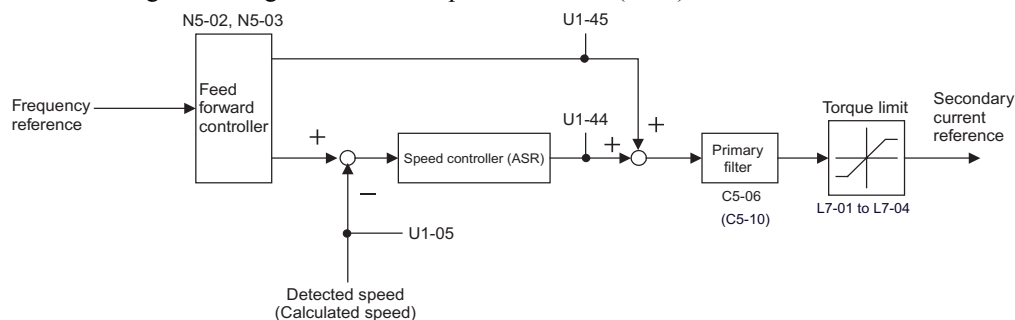 N5-02, N5-03
U1-45
Frequency
reference
Feed
forward
controller
+
−
Speed controller (ASR)
U1-44
+
+
Primary
filter
C5-06
(C5-10)
Torque limit
L7-01 to L7-04
Secondary
current
reference
U1-05
Detected speed
(Calculated speed)